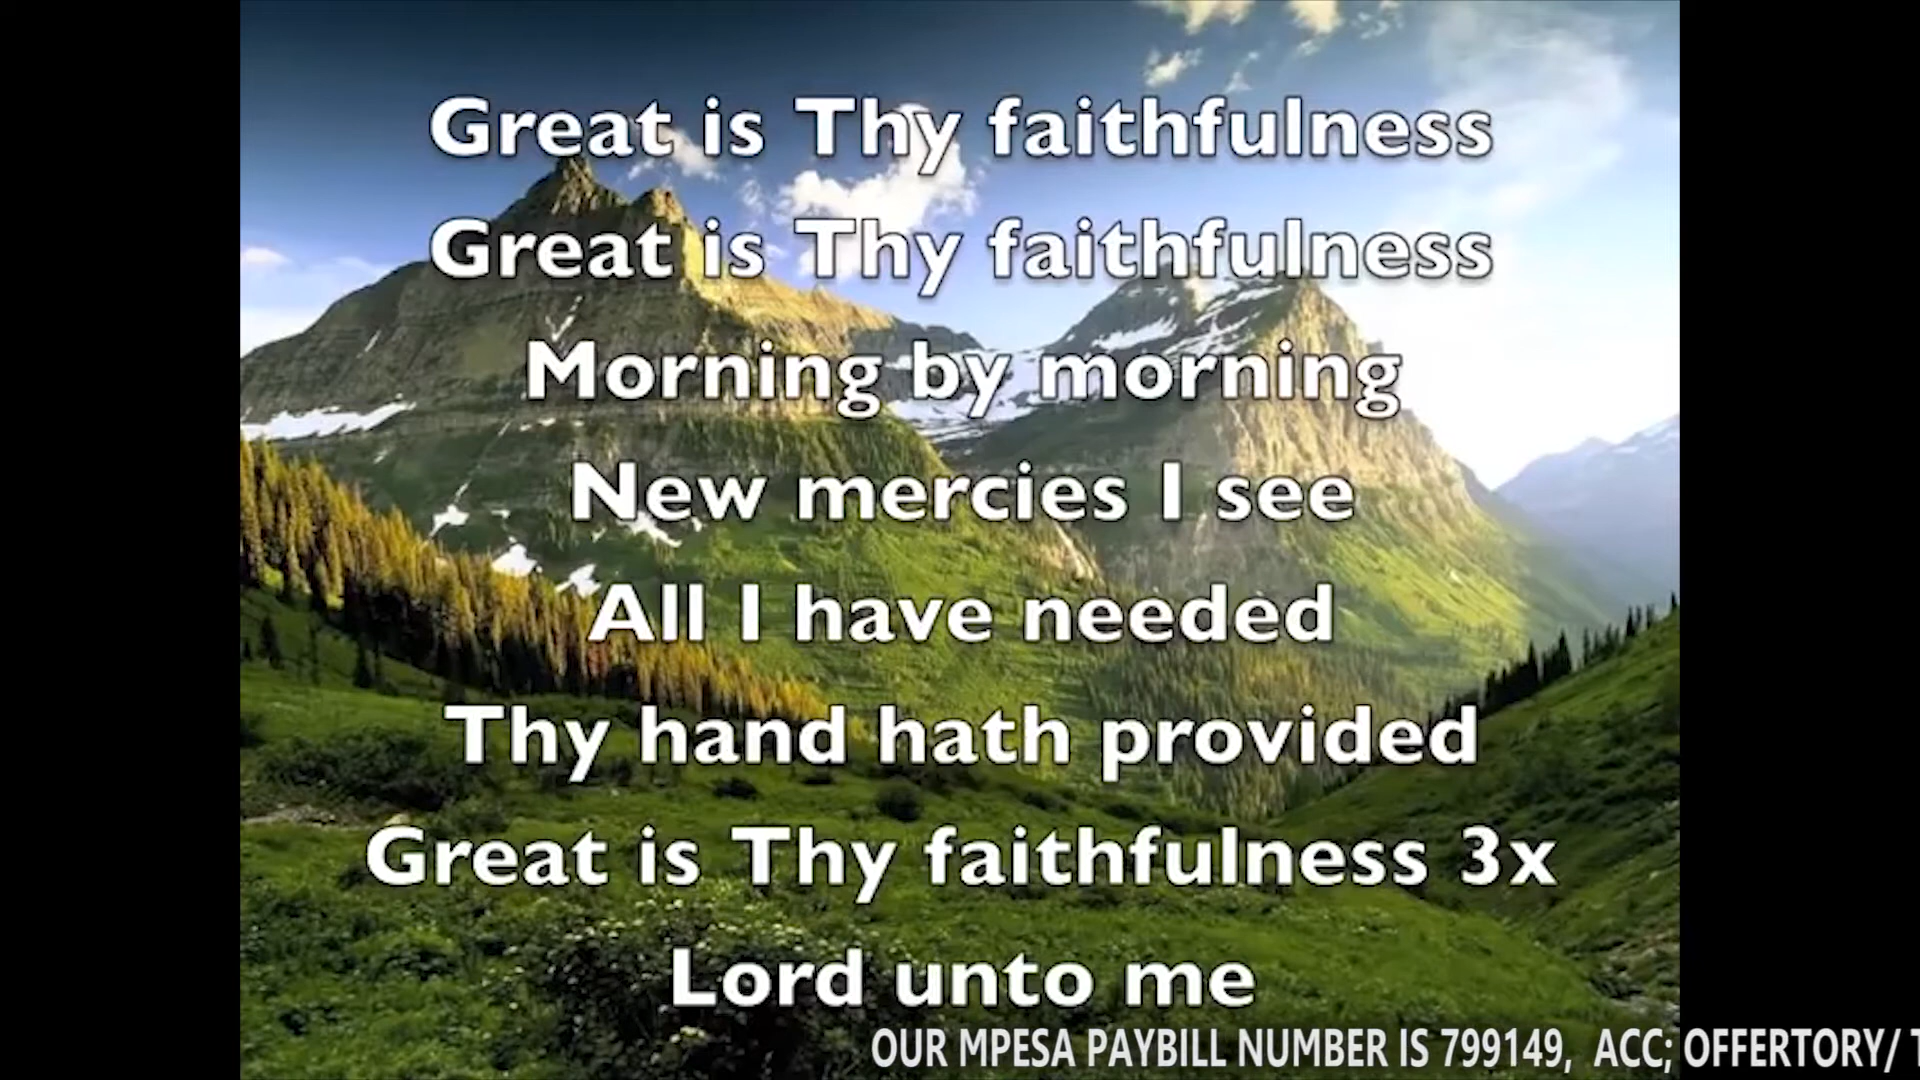 Great is Thy faithfulness
Great is Thy faithfulness
Morning by morning
New mercies I see
All I have needed
Thy hand hath provided
Great is Thy faithfulness 3x
Lord unto me
OUR MPESA PAYBILL NUMBER IS 799149, ACC; OFFERTORY/